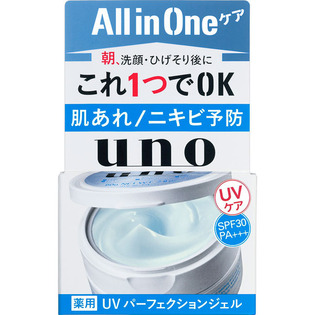 All in Oneケア
朝、洗顔・ひげそり後に
これ1つでOK
肌あれ/ニキビ予防
uno
UV
ケア
SPF30
PA+++
薬用 UV パーフェクションジェル